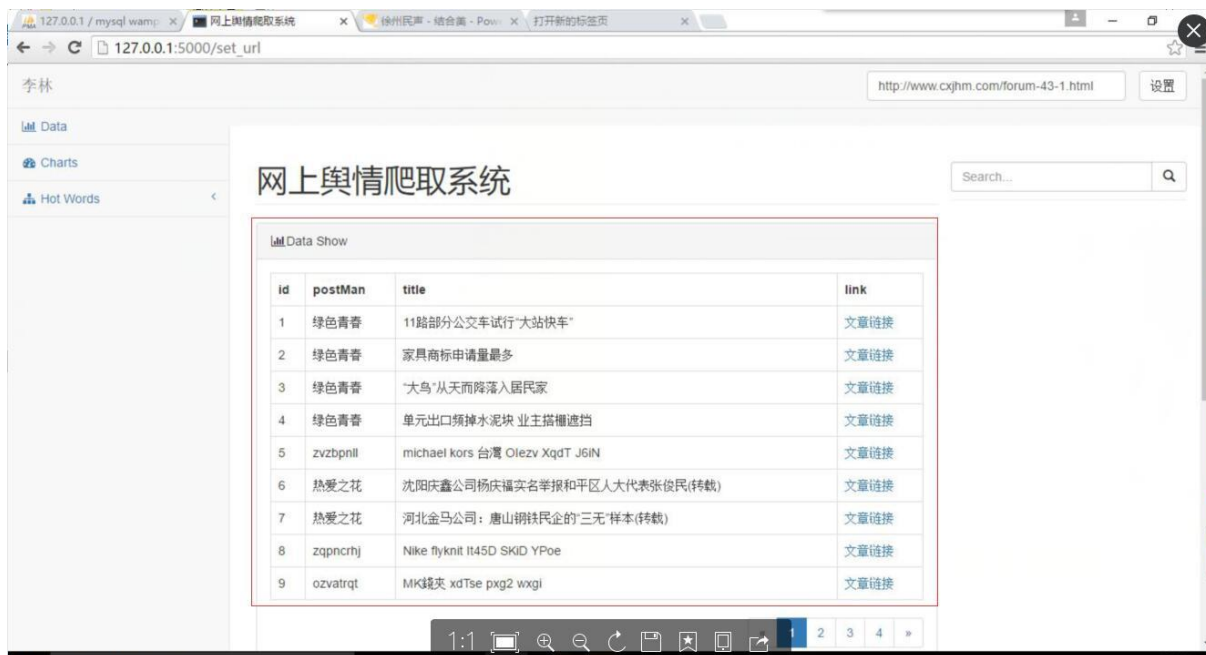 127.0.0.1 / mysql wamp
网上舆情爬取系统
徐州民声 - 结合美 - Pow
打开新的标签页
127.0.0.1:5000/set_url
李林
http://www.cxjhm.com/forum-43-1.html
设置
Data
Charts
Hot Words
网上舆情爬取系统
Search...
Data Show
id postMan title link
1 绿色青春 11路部分公交车试行“大站快车” 文章链接
2 绿色青春 家具商标申请量最多 文章链接
3 绿色青春 “大鸟”从天而降落入居民家 文章链接
4 绿色青春 单元出口频掉水泥块 业主搭棚遮挡 文章链接
5 zvzbpnll michael kors 台灣 Olezv XqdT J6iN 文章链接
6 热爱之花 沈阳庆鑫公司杨庆福实名举报和平区人大代表张俊民(转载) 文章链接
7 热爱之花 河北金马公司：唐山钢铁民企的“三无”样本(转载) 文章链接
8 zqpncrhj Nike flyknit It45D SKiD YPoe 文章链接
9 ozvatrqt MK錢夾 xdTse pxg2 wxgi 文章链接
« 1 2 3 4 »
1:1